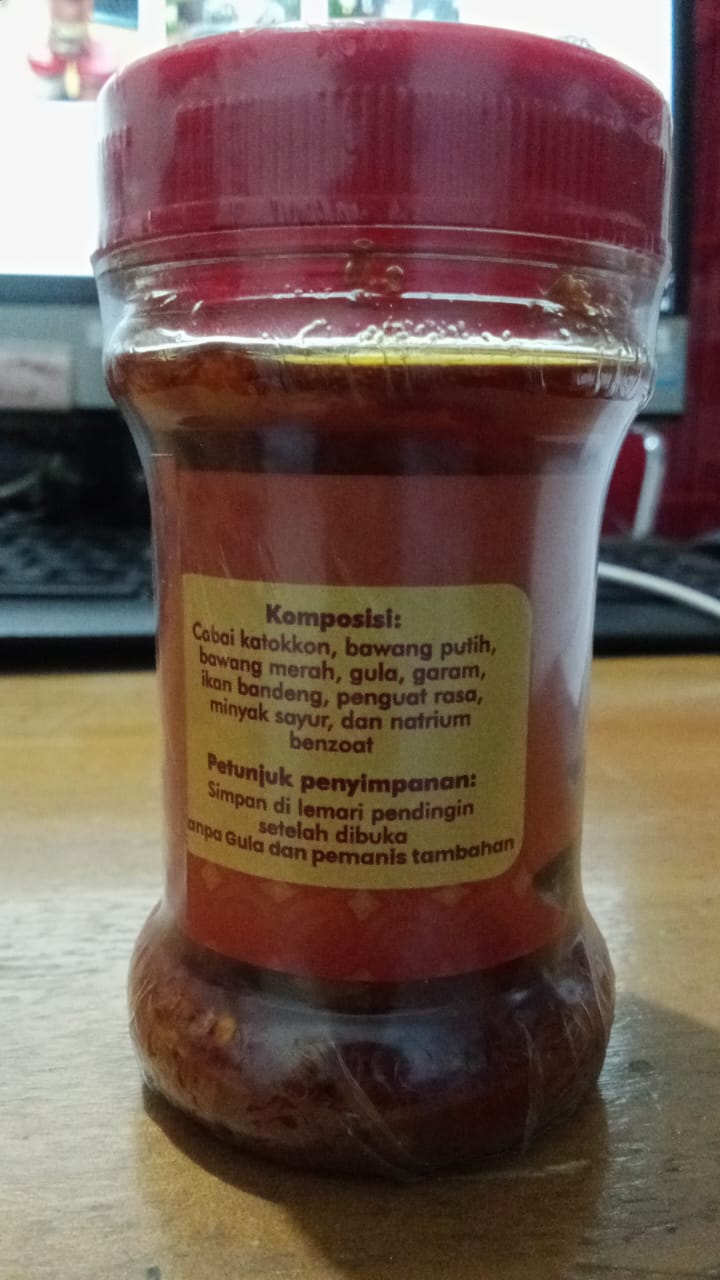 Komposisi:
Cabai katokkon, bawang putih,
bawang merah, gula, garam,
ikan bandeng, penguat rasa,
minyak sayur, dan natrium
benzoat
Petunjuk penyimpanan:
Simpan di lemari pendingin
setelah dibuka
anpa Gula dan pemanis tambahan